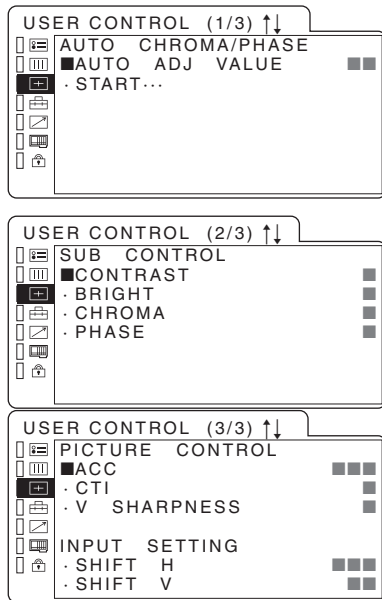 USER CONTROL (1/3) ↑↓
AUTO CHROMA/PHASE
■AUTO ADJ VALUE ■■
· START···
USER CONTROL (2/3) ↑↓
SUB CONTROL
■CONTRAST ■
· BRIGHT ■
· CHROMA ■
· PHASE ■
USER CONTROL (3/3) ↑↓
PICTURE CONTROL
■ACC ■■■
· CTI ■
· V SHARPNESS ■
INPUT SETTING
· SHIFT H ■■■
· SHIFT V ■■